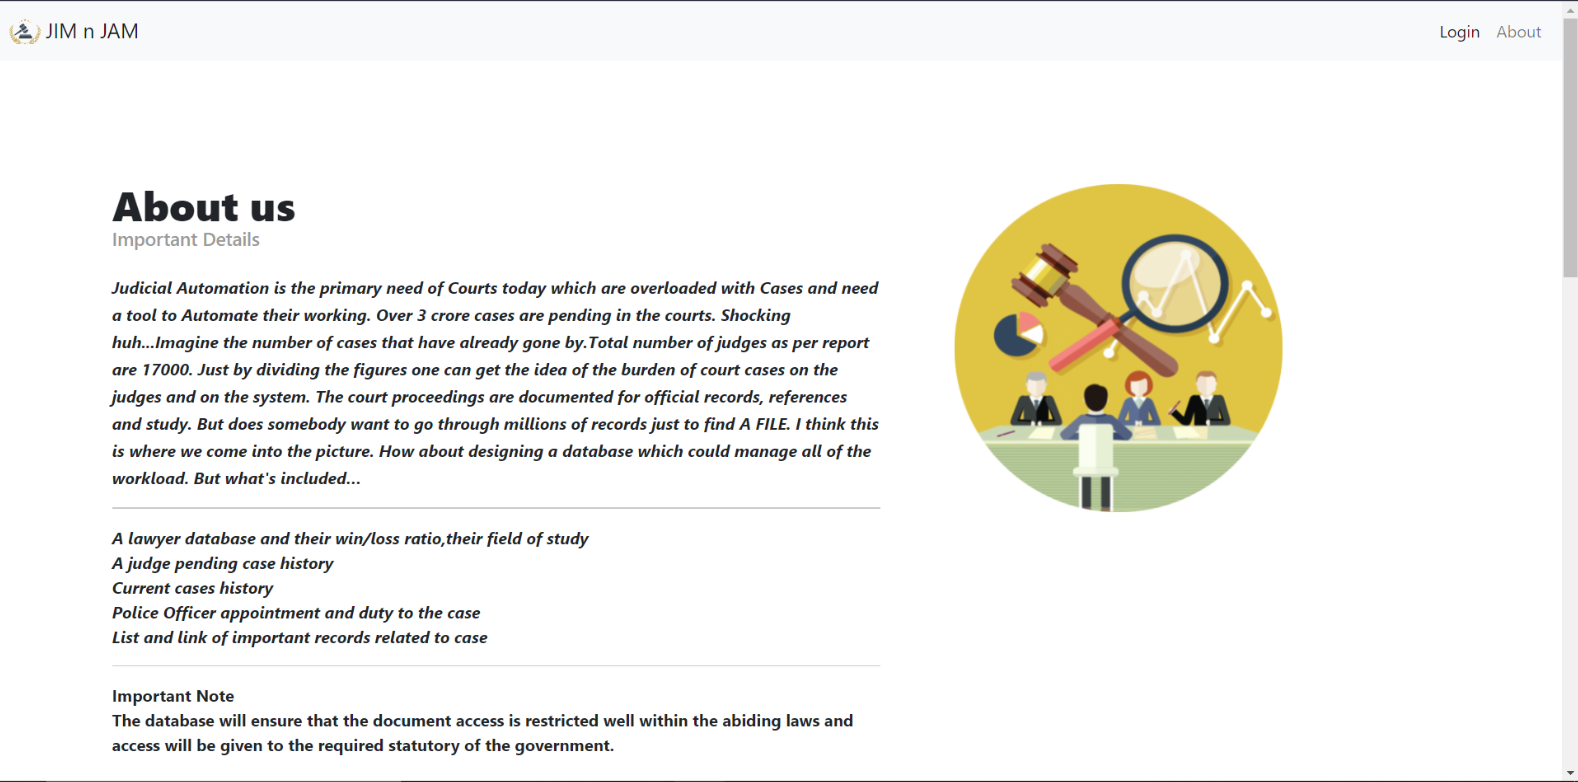 JIM n JAM
Login About
About us
Important Details
Judicial Automation is the primary need of Courts today which are overloaded with Cases and need
a tool to Automate their working. Over 3 crore cases are pending in the courts. Shocking
huh...Imagine the number of cases that have already gone by.Total number of judges as per report
are 17000. Just by dividing the figures one can get the idea of the burden of court cases on the
judges and on the system. The court proceedings are documented for official records, references
and study. But does somebody want to go through millions of records just to find A FILE. I think this
is where we come into the picture. How about designing a database which could manage all of the
workload. But what's included...
A lawyer database and their win/loss ratio,their field of study
A judge pending case history
Current cases history
Police Officer appointment and duty to the case
List and link of important records related to case
Important Note
The database will ensure that the document access is restricted well within the abiding laws and
access will be given to the required statutory of the government.